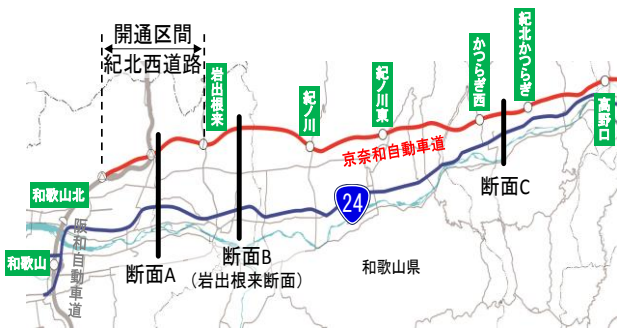 開通区間
紀北西道路
岩出根来
紀ノ川
紀ノ川東
かつらぎ西
紀北かつらぎ
高野口
京奈和自動車道
24
和歌山北
和歌山
阪和自動車道
断面A
断面B
（岩出根来断面）
断面C
和歌山県